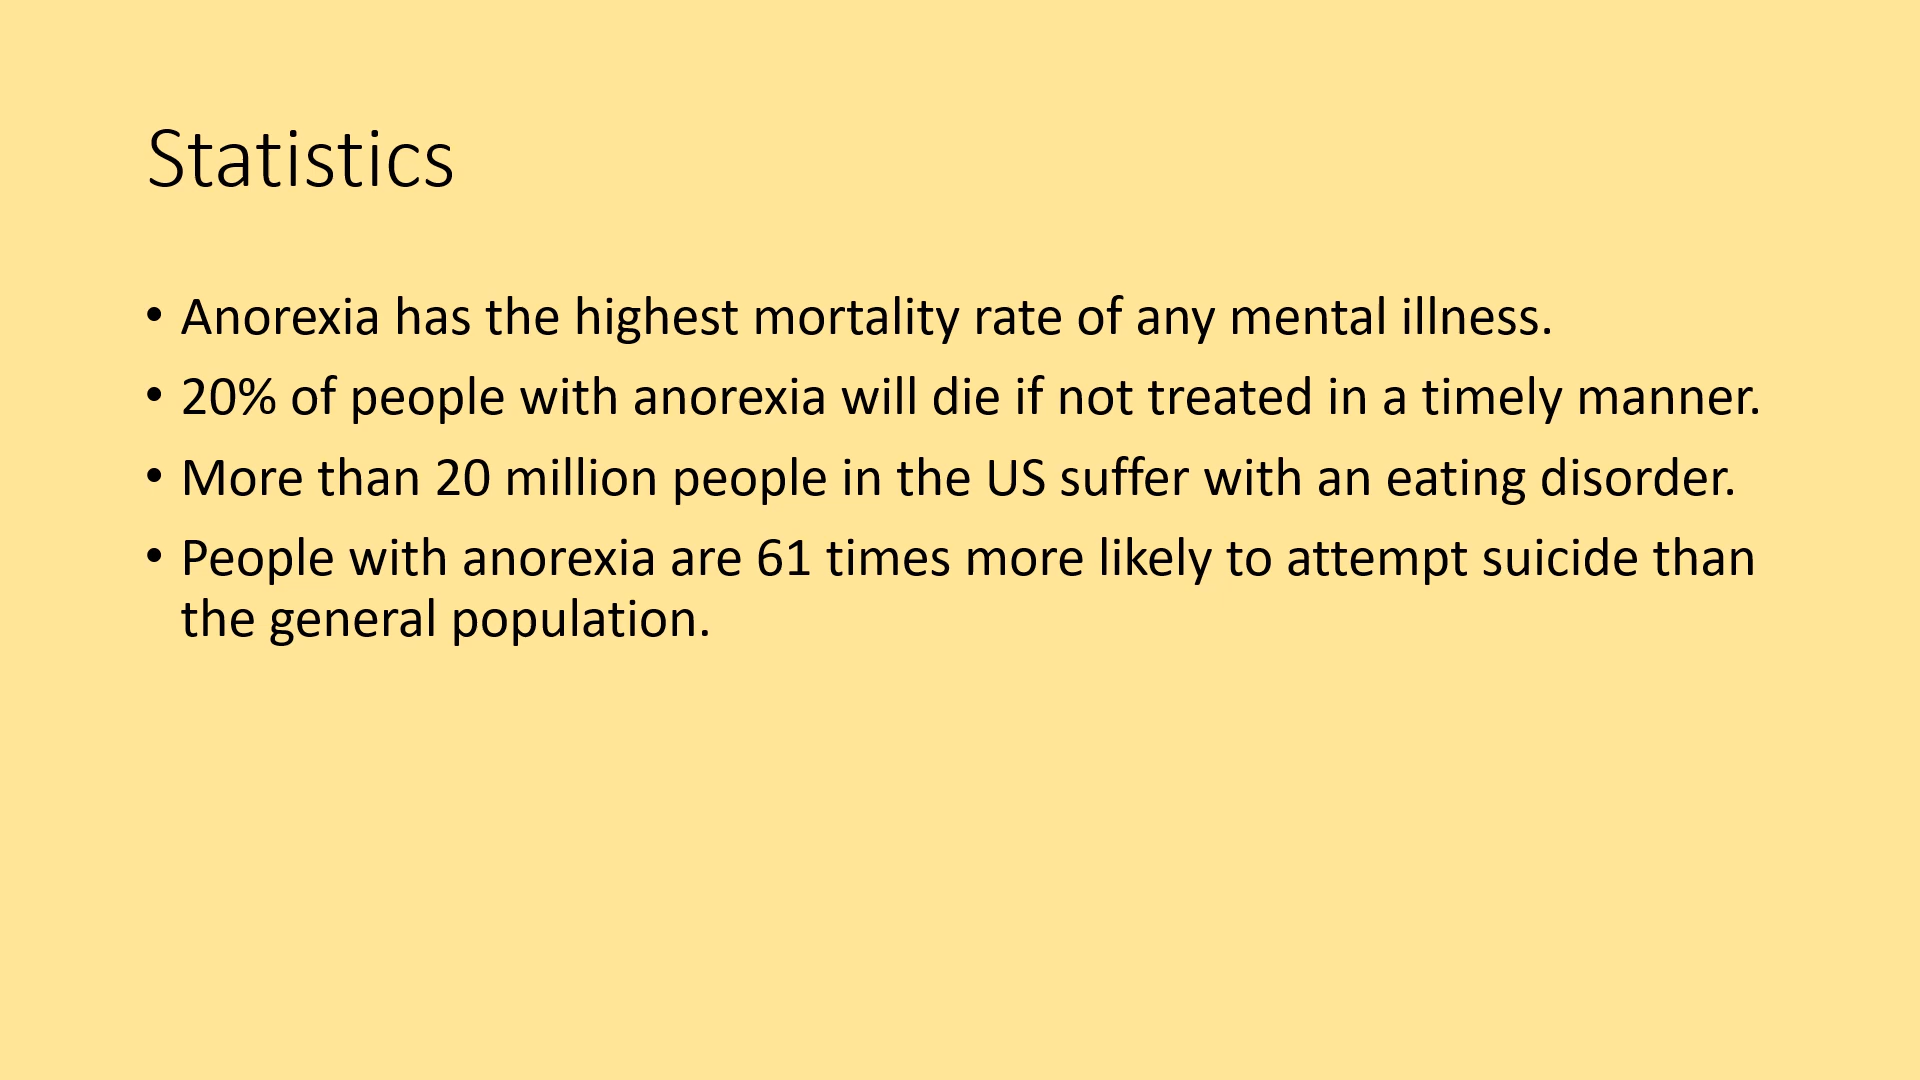 Statistics
• Anorexia has the highest mortality rate of any mental illness.
• 20% of people with anorexia will die if not treated in a timely manner.
• More than 20 million people in the US suffer with an eating disorder.
• People with anorexia are 61 times more likely to attempt suicide than
the general population.